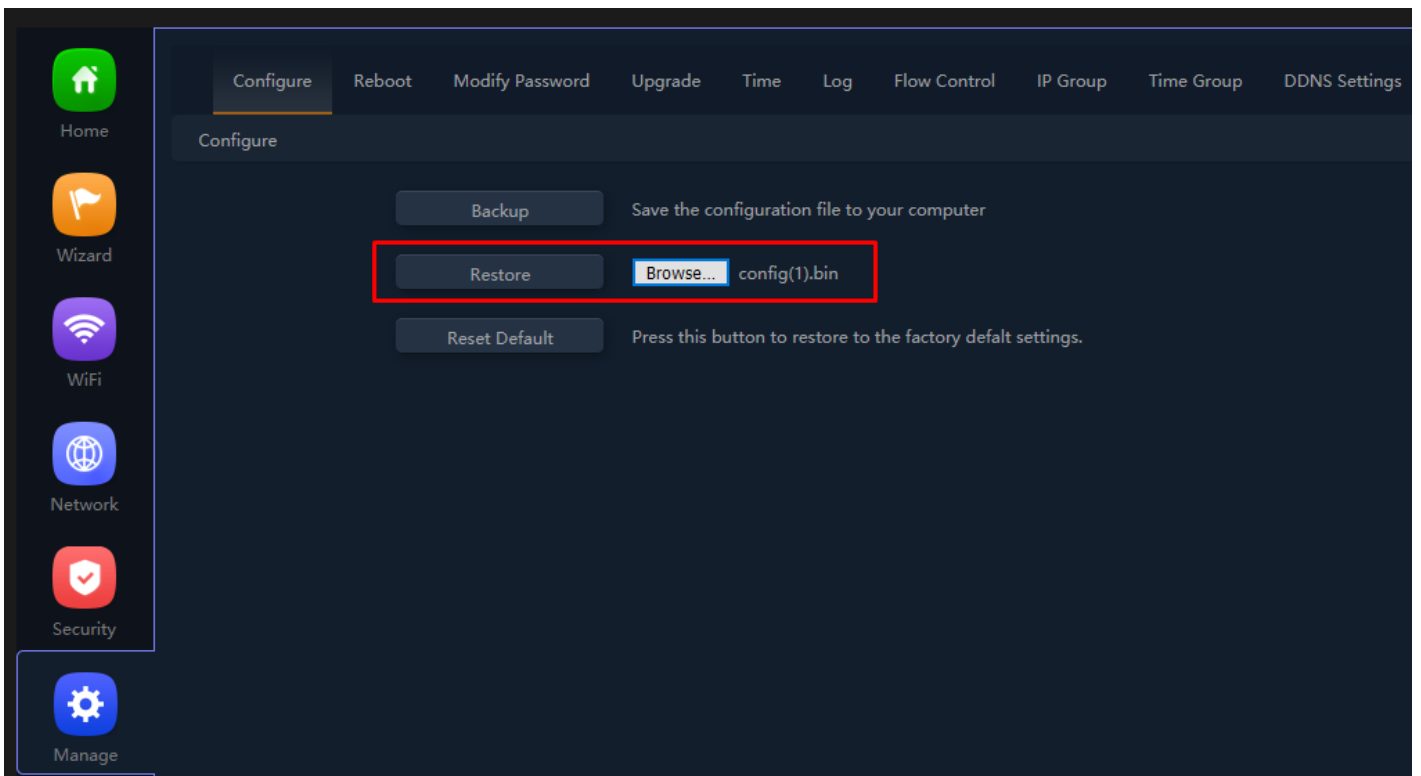 Home
Wizard
WiFi
Network
Security
Manage
Configure Reboot Modify Password Upgrade Time Log Flow Control IP Group Time Group DDNS Settings
Configure
Backup Save the configuration file to your computer
Restore Browse... config(1).bin
Reset Default Press this button to restore to the factory defalt settings.